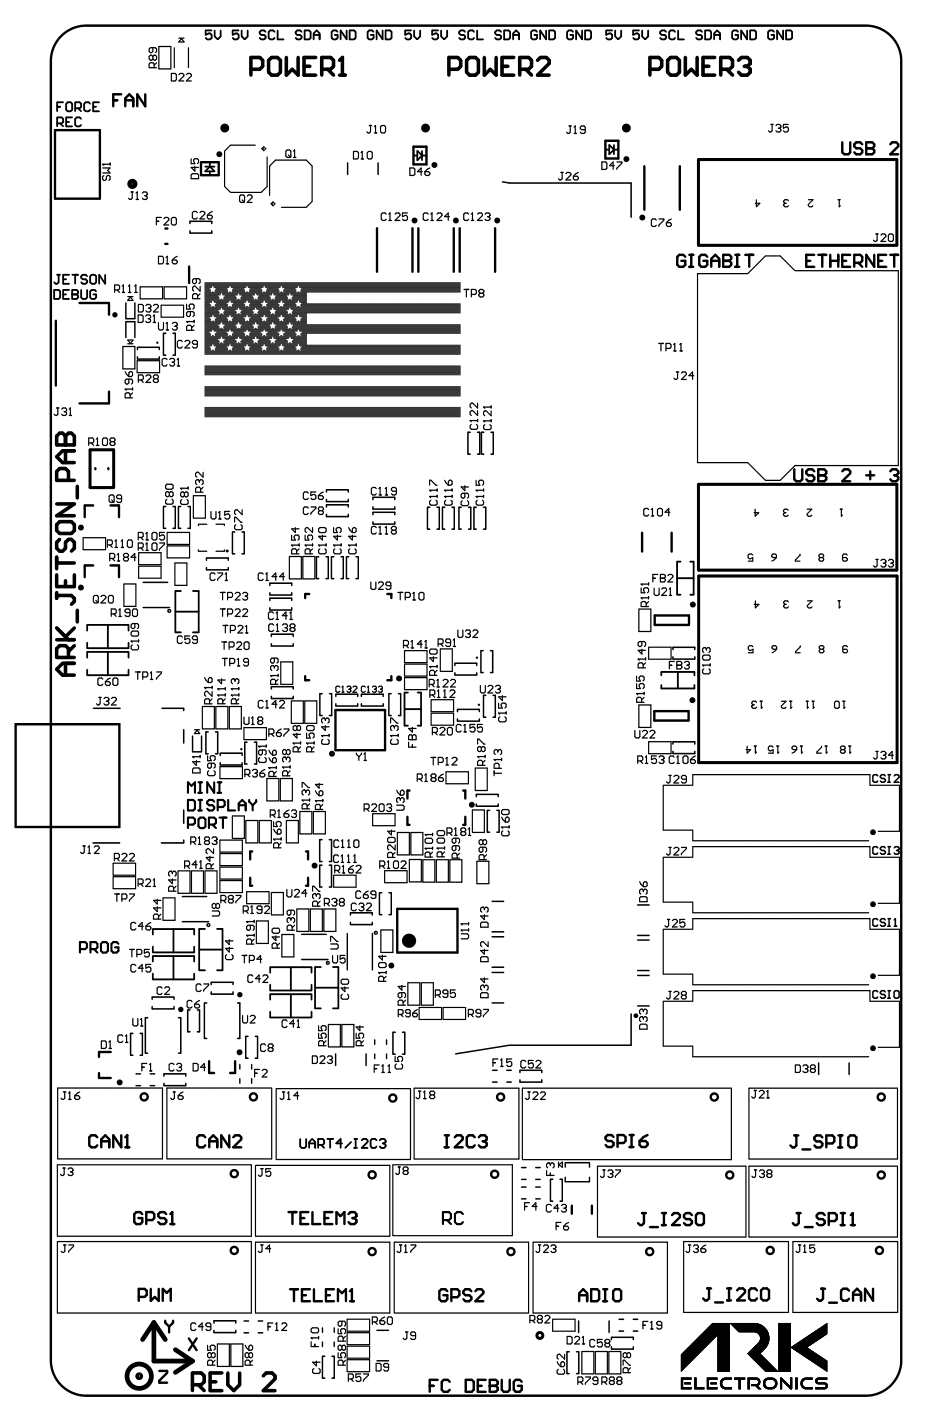 5V 5V SCL SDA GND GND 5V 5V SCL SDA GND GND 5V 5V SCL SDA GND GND
R89
D22
POWER1 POWER2 POWER3
FORCE
REC
FAN
SW1
J13
J10 J19 J35
D45 Q1 D10 D46 D47
Q2
J26
USB 2
4 3 2 1
J20
C76
F20 C26
C125 C124 C123
D16
GIGABIT ETHERNET
JETSON
DEBUG
R111 R29
D32
D31
R195
U13
C29
C31
R28
R196
J31
TP8
TP11
J24
C122
C121
ARK_JETSON_PAB
R108
Q9
R110
R105
R107
R184
C80
C81
R32
U15
C72
C71
Q20
R190
C59
C109
C60
TP17
C56
C78
C119
C118
C117
C116
C94
C115
R154
R152
C140
C145
C146
C144
U29
TP10
TP23
TP22
TP21
TP20
TP19
C141
C138
R139
C142
USB 2 + 3
4 3 2 1
5 6 7 8 9
J33
C104
FB2
U21
R151
R149
FB3
C103
R155
U22
R153 C106
4 3 2 1
5 6 7 8 9
13 12 11 10
14 15 16 17 18
J34
R141
R140
R122
R112
R20
R91
U32
U23
C154
C155
C132 C133
C143
C137
FB4
Y1
J32
R216
R114
R113
U18
R67
D41
C95
C91
R36
R166
R138
R148
R150
TP12
R187
TP13
R186
MINI
DISPLAY
PORT
R137
R164
R163
R165
R203
U36
R181
C160
J12
R183
R42
R41
R43
R87
R22
R21
TP7
R44
U8
C110
C111
R162
U24
R192
R37
R38
R39
R204
R101
R100
R99
R98
R102
C69
C32
U11
D43
D42
D34
D36
D33
PROG
C46
TP5
C45
C44
R191
R40
TP4
U7
U5
C42
C41
C40
R104
R94
R95
R96
R97
C7
C2
C6
U1
U2
C1
C8
D1
F1
C3
D4
F2
R55
R54
D23
F11
C5
F15 C52
D38
J29 CSI2
J27 CSI3
J25 CSI1
J28 CSI0
J16 J6 J14 J18 J22 J21
CAN1 CAN2 UART4/I2C3 I2C3 SPI6 J_SPI0
J3 J5 J8 J37 J38
F3
F4
C43
F6
GPS1 TELEM3 RC J_I2S0 J_SPI1
J7 J4 J17 J23 J36 J15
PWM TELEM1 GPS2 ADIO J_I2C0 J_CAN
Y
X
Z
C49 F12
R85
R86
REV 2
F10
C4
R59
R58
R60
R57
D9
J9
FC DEBUG
R82
D21
F19
C58
C62
R79
R88
R78
ARK
ELECTRONICS